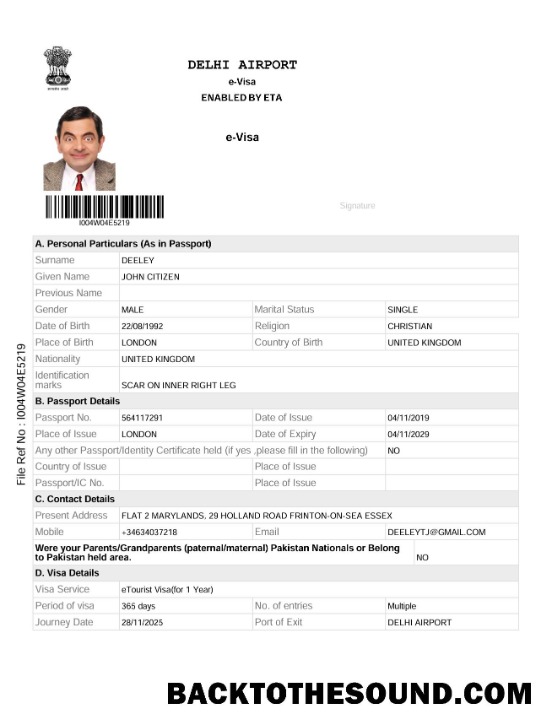 DELHI AIRPORT
e-Visa
ENABLED BY ETA
e-Visa
Signature
I004W04E5219
File Ref No : I004W04E5219
A. Personal Particulars (As in Passport)
Surname DEELEY
Given Name JOHN CITIZEN
Previous Name
Gender MALE Marital Status SINGLE
Date of Birth 22/08/1992 Religion CHRISTIAN
Place of Birth LONDON Country of Birth UNITED KINGDOM
Nationality UNITED KINGDOM
Identification
marks SCAR ON INNER RIGHT LEG
B. Passport Details
Passport No. 564117291 Date of Issue 04/11/2019
Place of Issue LONDON Date of Expiry 04/11/2029
Any other Passport/Identity Certificate held (if yes ,please fill in the following) NO
Country of Issue Place of Issue
Passport/IC No. Place of Issue
C. Contact Details
Present Address FLAT 2 MARYLANDS, 29 HOLLAND ROAD FRINTON-ON-SEA ESSEX
Mobile +34634037218 Email DEELEYTJ@GMAIL.COM
Were your Parents/Grandparents (paternal/maternal) Pakistan Nationals or Belong
to Pakistan held area. NO
D. Visa Details
Visa Service eTourist Visa(for 1 Year)
Period of visa 365 days No. of entries Multiple
Journey Date 28/11/2025 Port of Exit DELHI AIRPORT
BACKTOTHESOUND.COM